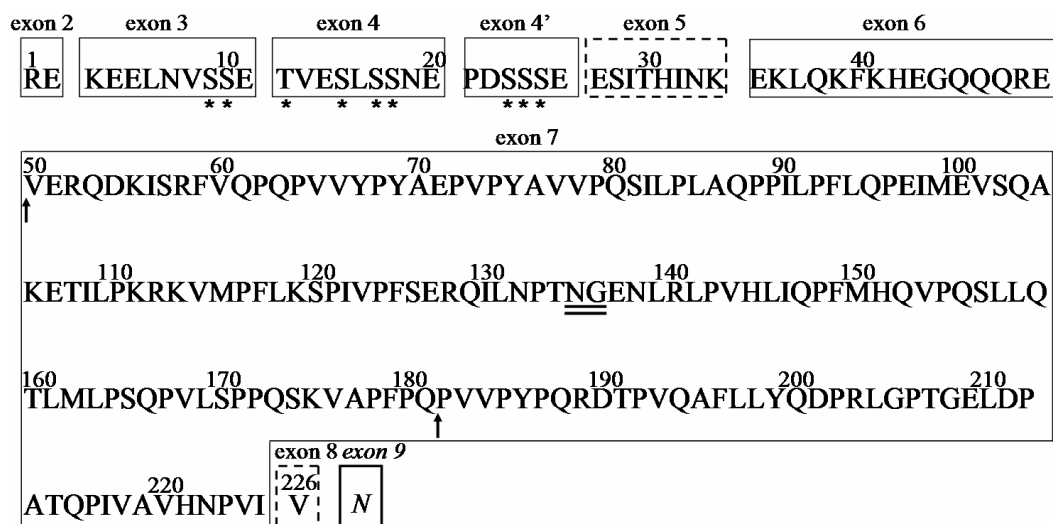 exon 2 exon 3 exon 4 exon 4’ exon 5 exon 6
1 10 20 30 40
RE KEELNVSSE TVESLSSNE PDSSSE ESITHINK EKLQKFKHEGQQQRE
* * * * * * * * *
exon 7
50 60 70 80 90 100
VERQDKISRFVQPQPVVYPYAEPVPYAVVPQSILPLAQPPILPFLQPEIMEVSQA
110 120 130 140 150
KETILPKRKVMPFLKSPIVPFSERQILNPTNGENLRLPVHLIQPFMHQVPQSLLQ
160 170 180 190 200 210
TLMLPSQPVLSPPQSKVAPFPQPVVPYPQRDTPVQAFLLYQDPRLGPTGELDP
exon 8 exon 9
220 226
ATQPIVAVHNPVI V N